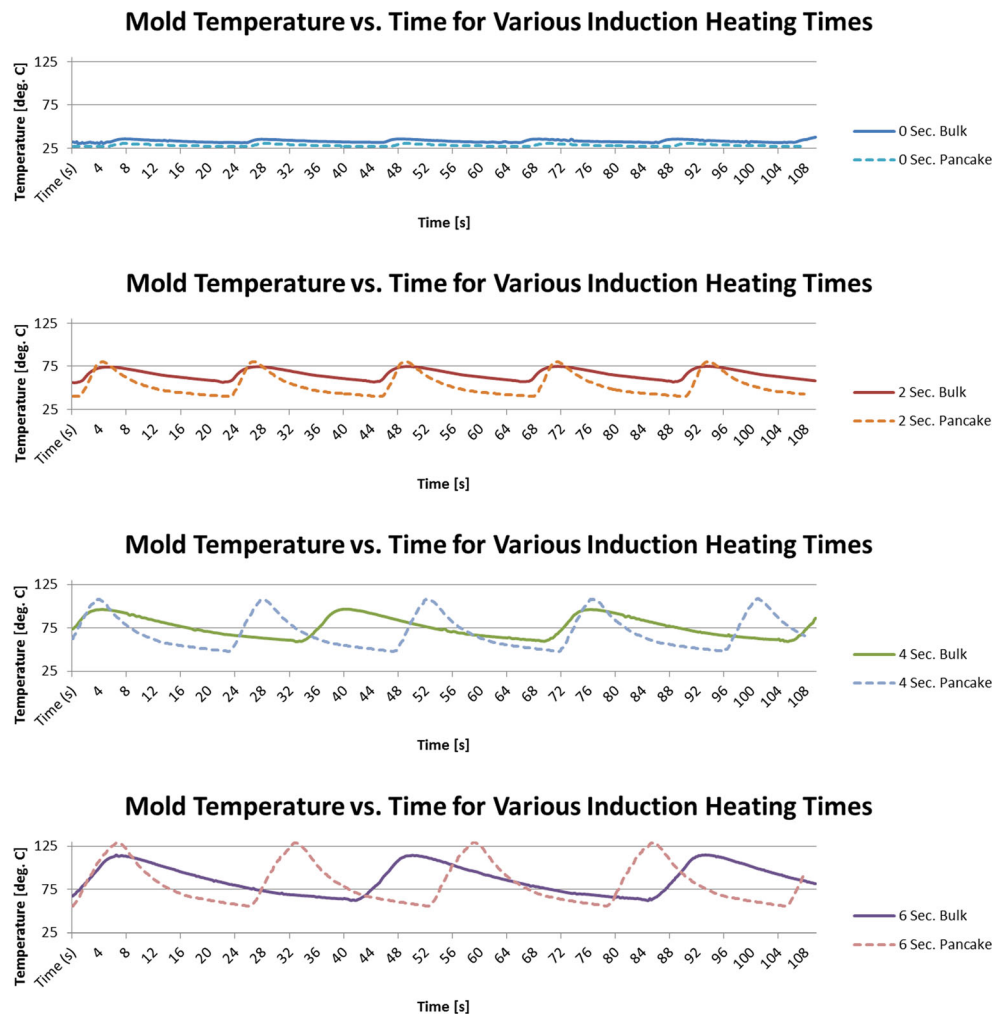 Mold Temperature vs. Time for Various Induction Heating Times
Temperature [deg. C]
125
75
25
Time (s) 4 8 12 16 20 24 28 32 36 40 44 48 52 56 60 64 68 72 76 80 84 88 92 96 100 104 108
Time [s]
0 Sec. Bulk
0 Sec. Pancake
Mold Temperature vs. Time for Various Induction Heating Times
Temperature [deg. C]
125
75
25
Time (s) 4 8 12 16 20 24 28 32 36 40 44 48 52 56 60 64 68 72 76 80 84 88 92 96 100 104 108
Time [s]
2 Sec. Bulk
2 Sec. Pancake
Mold Temperature vs. Time for Various Induction Heating Times
Temperature [deg. C]
125
75
25
Time (s) 4 8 12 16 20 24 28 32 36 40 44 48 52 56 60 64 68 72 76 80 84 88 92 96 100 104 108
Time [s]
4 Sec. Bulk
4 Sec. Pancake
Mold Temperature vs. Time for Various Induction Heating Times
Temperature [deg. C]
125
75
25
Time (s) 4 8 12 16 20 24 28 32 36 40 44 48 52 56 60 64 68 72 76 80 84 88 92 96 100 104 108
Time [s]
6 Sec. Bulk
6 Sec. Pancake